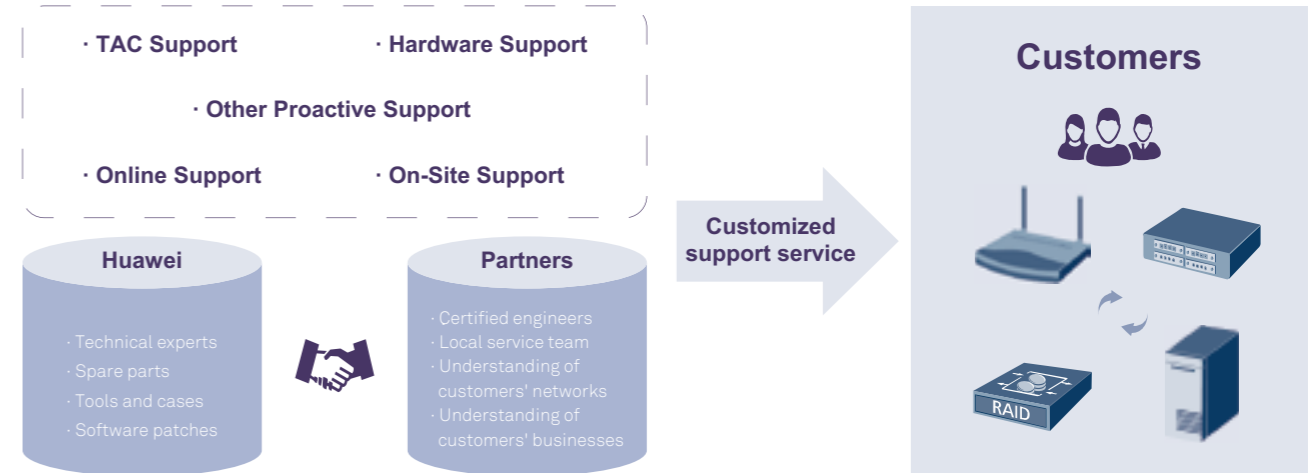 · TAC Support
· Hardware Support
· Other Proactive Support
· Online Support
· On-Site Support
Huawei
· Technical experts
· Spare parts
· Tools and cases
· Software patches
Partners
· Certified engineers
· Local service team
· Understanding of
customers' networks
· Understanding of
customers' businesses
Customized
support service
Customers
RAID